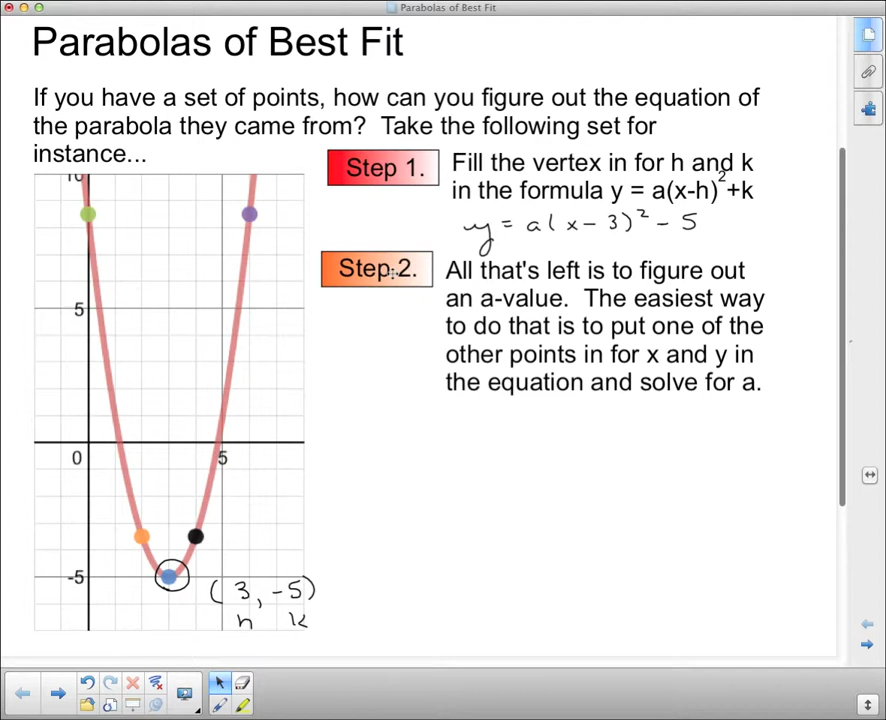 Parabolas of Best Fit
Parabolas of Best Fit
If you have a set of points, how can you figure out the equation of
the parabola they came from?  Take the following set for
instance...
Step 1.
Fill the vertex in for h and k
in the formula y = a(x-h)²+k
y = a(x-3)² - 5
Step 2.
All that's left is to figure out
an a-value.  The easiest way
to do that is to put one of the
other points in for x and y in
the equation and solve for a.
10
5
0
5
-5
(3, -5)
h k